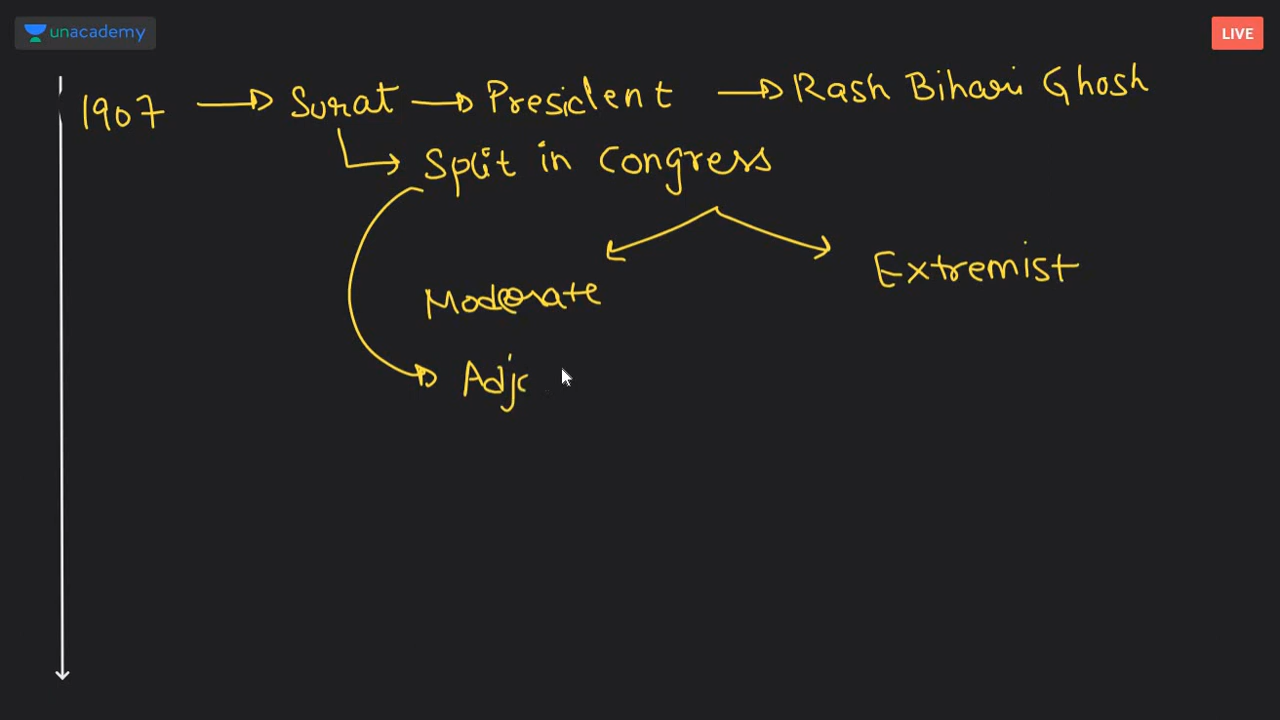 unacademy
LIVE
1907 → Surat → President → Rash Bihari Ghosh
Split in Congress
Moderate
Extremist
Adjo